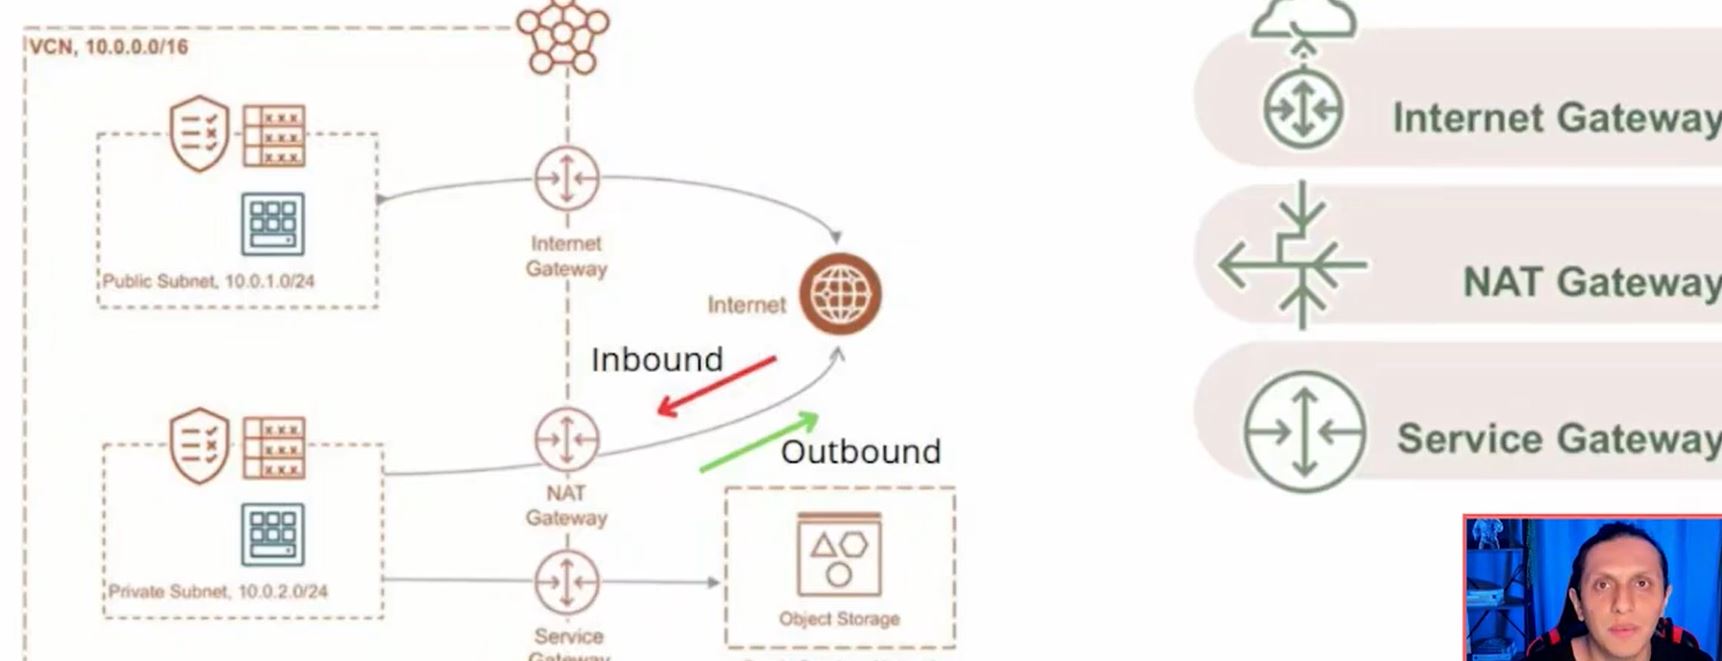 VCN, 10.0.0.0/16
Public Subnet, 10.0.1.0/24
Internet
Gateway
Internet
Inbound
Outbound
NAT
Gateway
Private Subnet, 10.0.2.0/24
Service
Gateway
Object Storage
Internet Gateway
NAT Gateway
Service Gateway